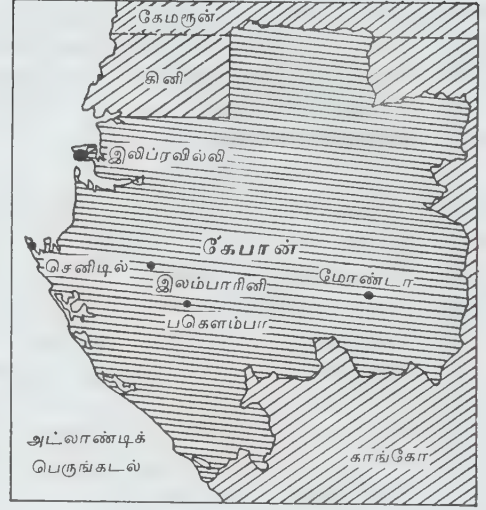 கேமரூன்
கினி
இலிப்ரவில்லி
கேபான்
செனிடில்
மோண்டா
இலம்பாரினி
பகௌம்பா
அட்லாண்டிக்
பெருங்கடல்
காங்கோ